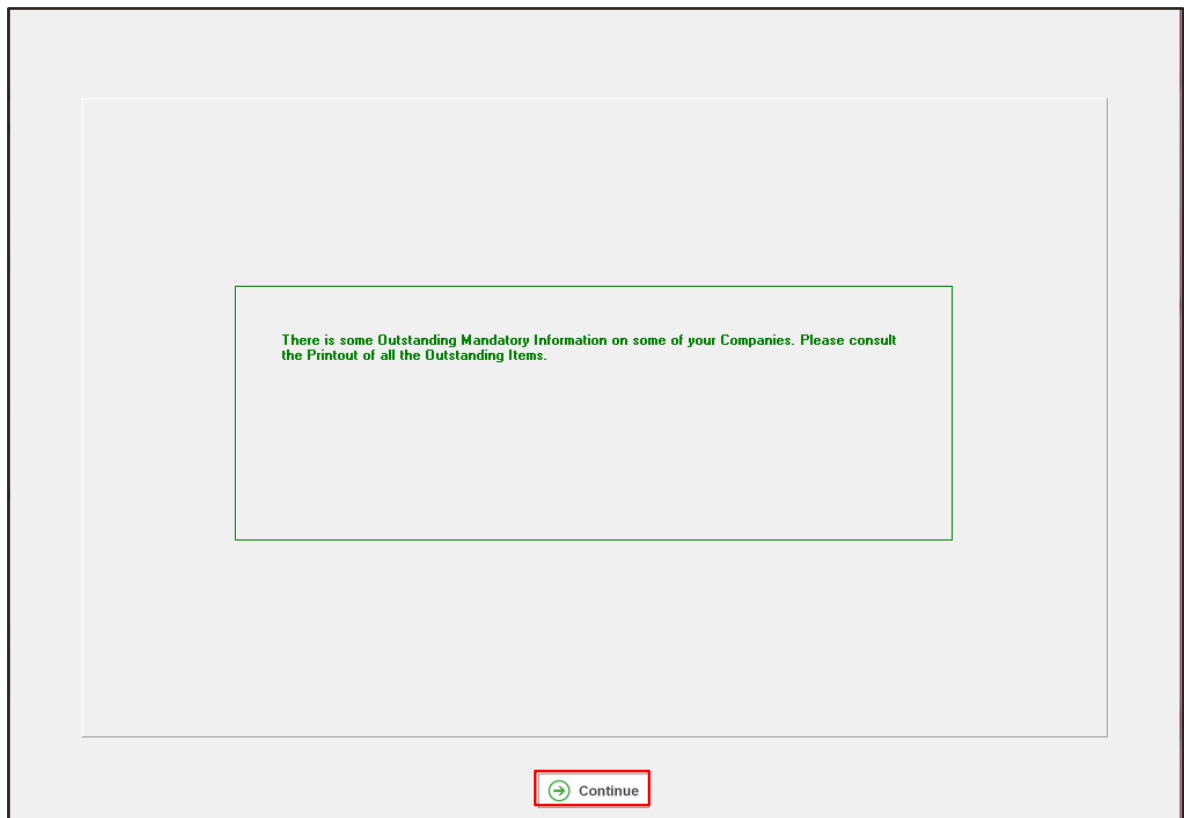 There is some Outstanding Mandatory Information on some of your Companies. Please consult
the Printout of all the Outstanding Items.
Continue